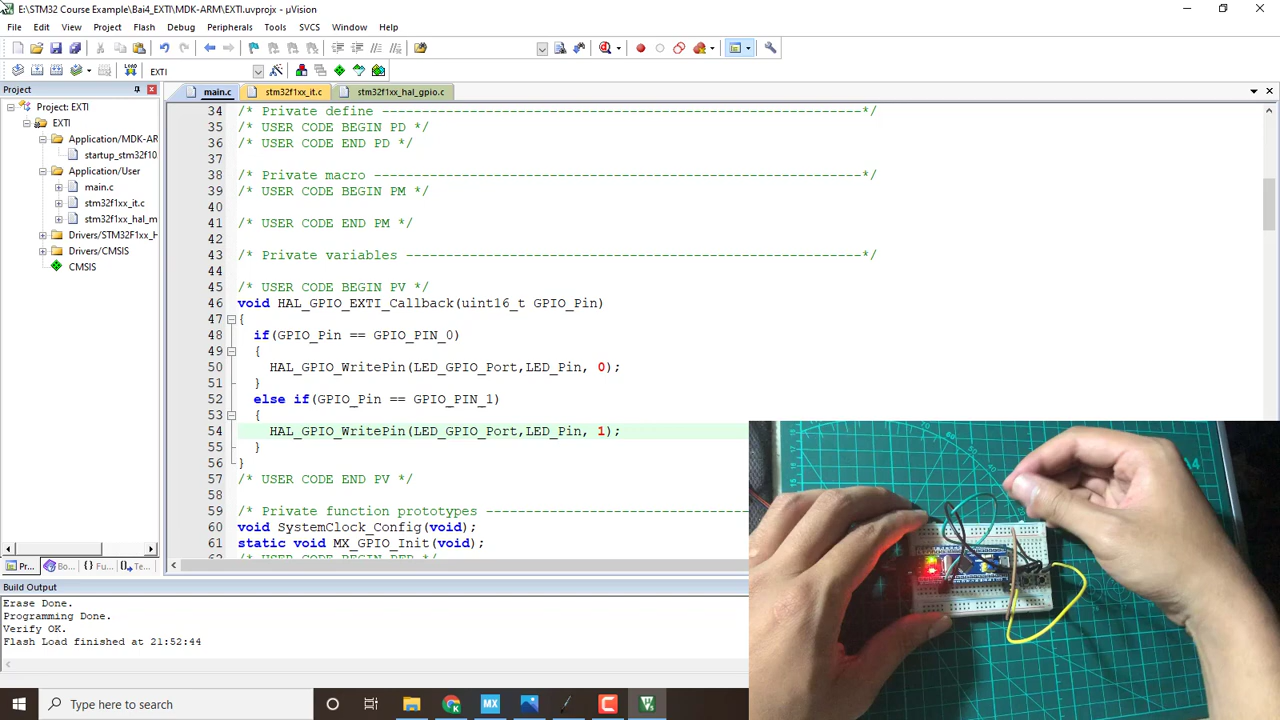 E:\STM32 Course Example\Bai4_EXTI\MDK-ARM\EXTI.uvprojx - µVision
File Edit View Project Flash Debug Peripherals Tools SVCS Window Help
EXTI
Project
main.c stm32f1xx_it.c stm32f1xx_hal_gpio.c
Project: EXTI
EXTI
Application/MDK-AR
startup_stm32f10
Application/User
main.c
stm32f1xx_it.c
stm32f1xx_hal_m
Drivers/STM32F1xx_H
Drivers/CMSIS
CMSIS
34 /* Private define ------------------------------------------------------------*/
35 /* USER CODE BEGIN PD */
36 /* USER CODE END PD */
37
38 /* Private macro -------------------------------------------------------------*/
39 /* USER CODE BEGIN PM */
40
41 /* USER CODE END PM */
42
43 /* Private variables ---------------------------------------------------------*/
44
45 /* USER CODE BEGIN PV */
46 void HAL_GPIO_EXTI_Callback(uint16_t GPIO_Pin)
47 {
48 if(GPIO_Pin == GPIO_PIN_0)
49 {
50 HAL_GPIO_WritePin(LED_GPIO_Port,LED_Pin, 0);
51 }
52 else if(GPIO_Pin == GPIO_PIN_1)
53 {
54 HAL_GPIO_WritePin(LED_GPIO_Port,LED_Pin, 1);
55 }
56 }
57 /* USER CODE END PV */
58
59 /* Private function prototypes -----------------------------------------------*/
60 void SystemClock_Config(void);
61 static void MX_GPIO_Init(void);
Pr... Bo... {} Fu... Te...
Build Output
Erase Done.
Programming Done.
Verify OK.
Flash Load finished at 21:52:44
Type here to search